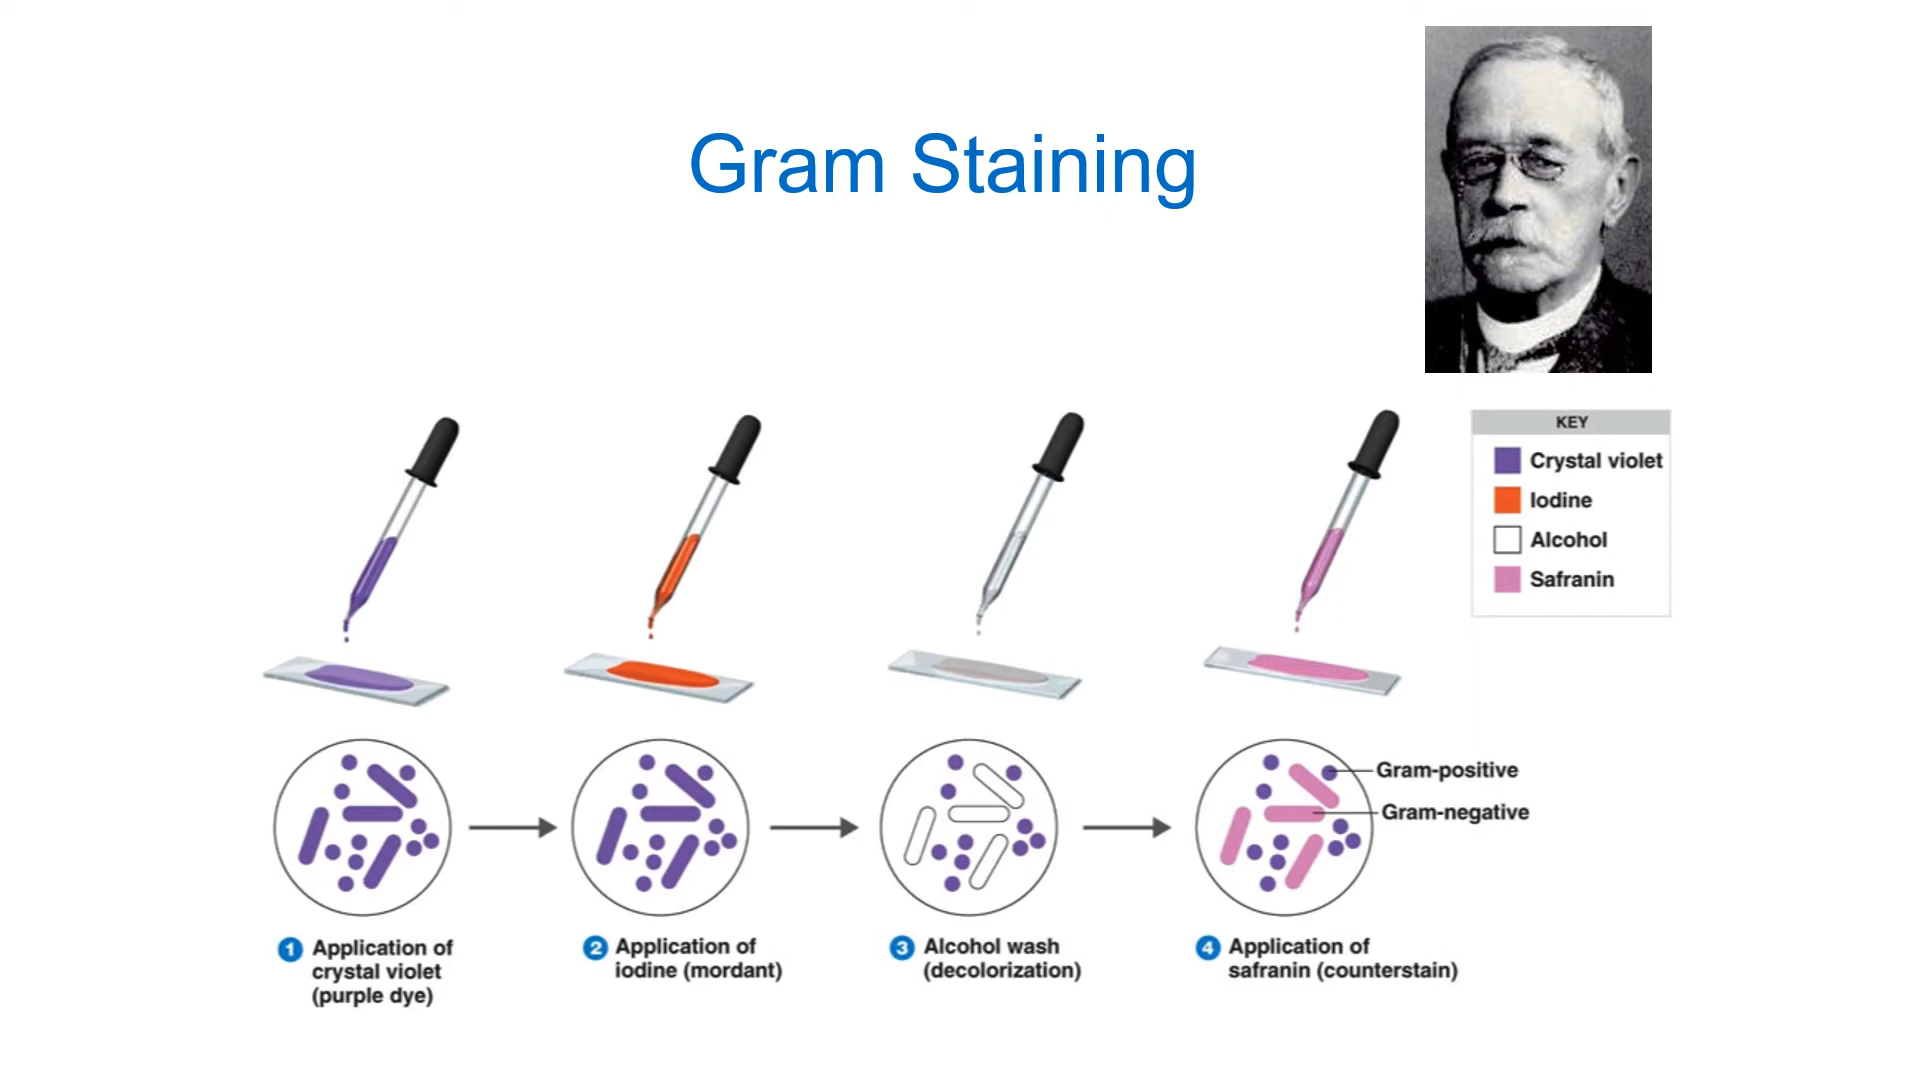 Gram Staining
KEY
Crystal violet
Iodine
Alcohol
Safranin
Gram-positive
Gram-negative
1 Application of
crystal violet
(purple dye)
2 Application of
iodine (mordant)
3 Alcohol wash
(decolorization)
4 Application of
safranin (counterstain)